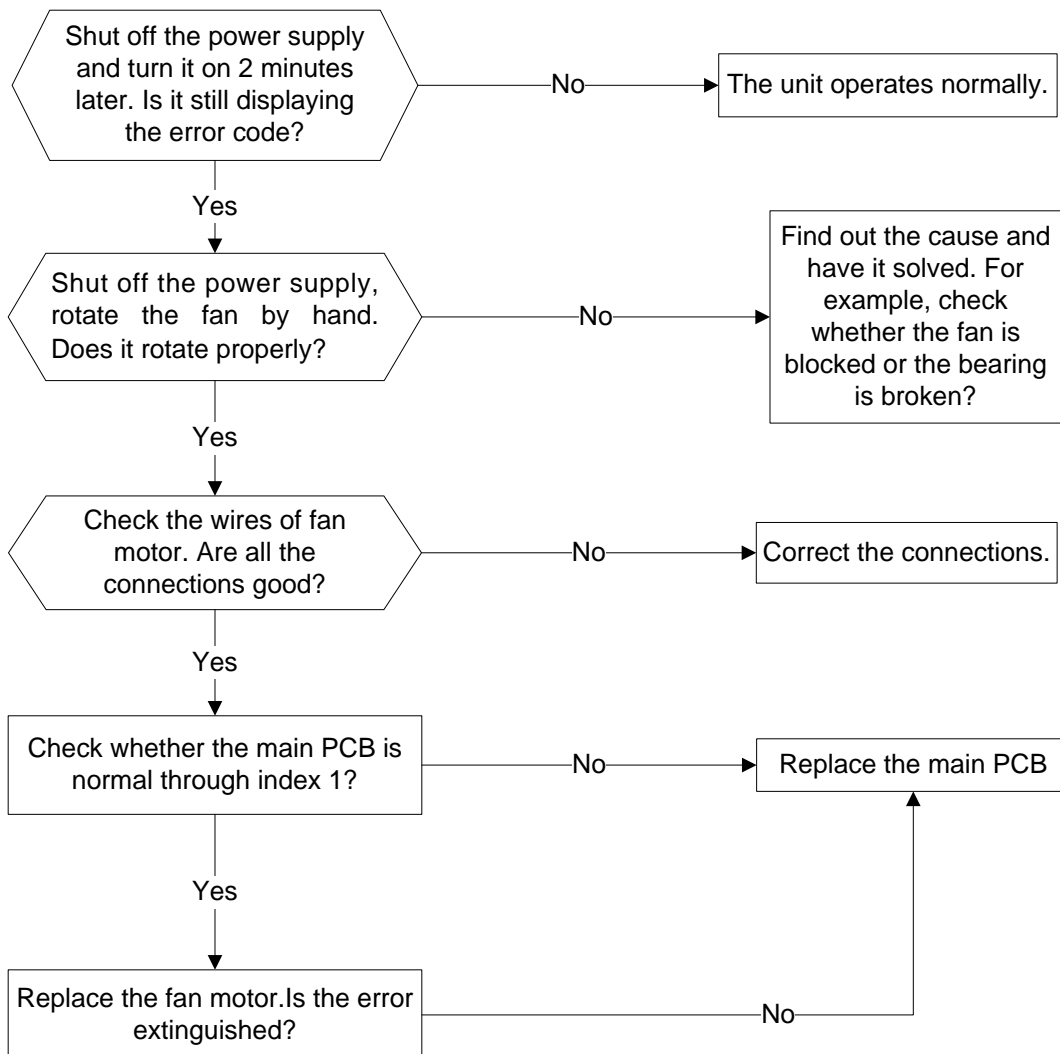 Shut off the power supply
and turn it on 2 minutes
later. Is it still displaying
the error code?
No
The unit operates normally.
Yes
Shut off the power supply,
rotate the fan by hand.
Does it rotate properly?
No
Find out the cause and
have it solved. For
example, check
whether the fan is
blocked or the bearing
is broken?
Yes
Check the wires of fan
motor. Are all the
connections good?
No
Correct the connections.
Yes
Check whether the main PCB is
normal through index 1?
No
Replace the main PCB
Yes
Replace the fan motor.Is the error
extinguished?
No